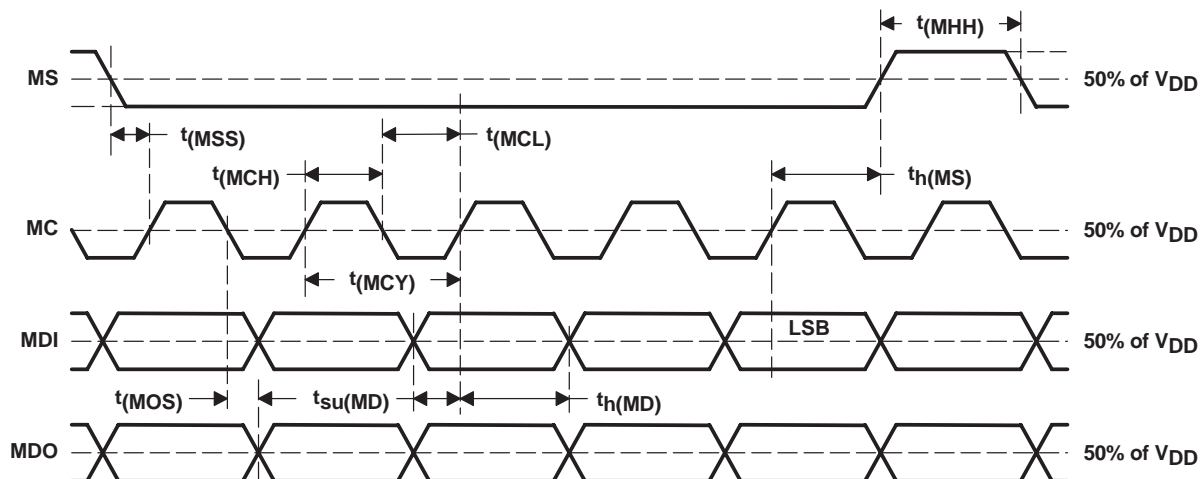 t(MHH)
MS
50% of VDD
t(MSS)
t(MCL)
t(MCH)
th(MS)
MC
50% of VDD
t(MCY)
LSB
MDI
50% of VDD
t(MOS)
tsu(MD)
th(MD)
MDO
50% of VDD